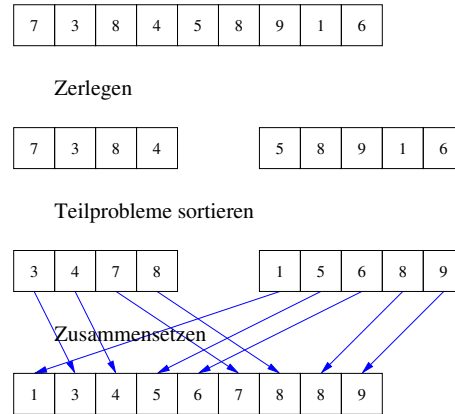 7 3 8 4 5 8 9 1 6
Zerlegen
7 3 8 4 5 8 9 1 6
Teilprobleme sortieren
3 4 7 8 1 5 6 8 9
Zusammensetzen
1 3 4 5 6 7 8 8 9